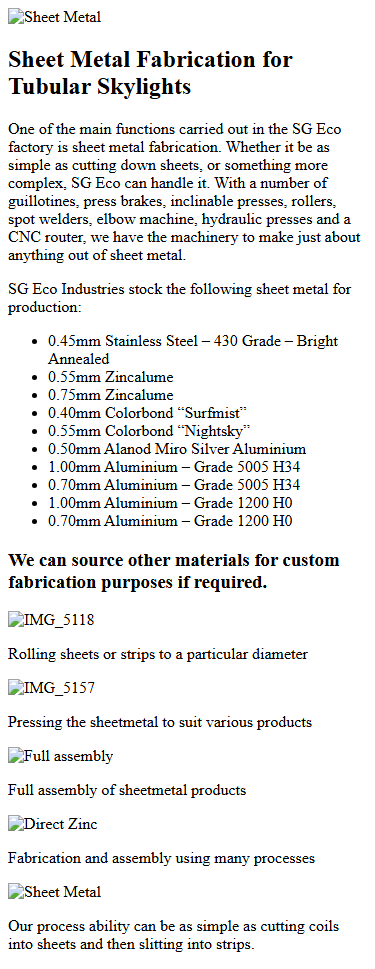 Sheet Metal
Sheet Metal Fabrication for
Tubular Skylights
One of the main functions carried out in the SG Eco
factory is sheet metal fabrication. Whether it be as
simple as cutting down sheets, or something more
complex, SG Eco can handle it. With a number of
guillotines, press brakes, inclinable presses, rollers,
spot welders, elbow machine, hydraulic presses and a
CNC router, we have the machinery to make just about
anything out of sheet metal.
SG Eco Industries stock the following sheet metal for
production:
• 0.45mm Stainless Steel – 430 Grade – Bright
Annealed
• 0.55mm Zincalume
• 0.75mm Zincalume
• 0.40mm Colorbond “Surfmist”
• 0.55mm Colorbond “Nightsky”
• 0.50mm Alanod Miro Silver Aluminium
• 1.00mm Aluminium – Grade 5005 H34
• 0.70mm Aluminium – Grade 5005 H34
• 1.00mm Aluminium – Grade 1200 H0
• 0.70mm Aluminium – Grade 1200 H0
We can source other materials for custom
fabrication purposes if required.
IMG_5118
Rolling sheets or strips to a particular diameter
IMG_5157
Pressing the sheetmetal to suit various products
Full assembly
Full assembly of sheetmetal products
Direct Zinc
Fabrication and assembly using many processes
Sheet Metal
Our process ability can be as simple as cutting coils
into sheets and then slitting into strips.